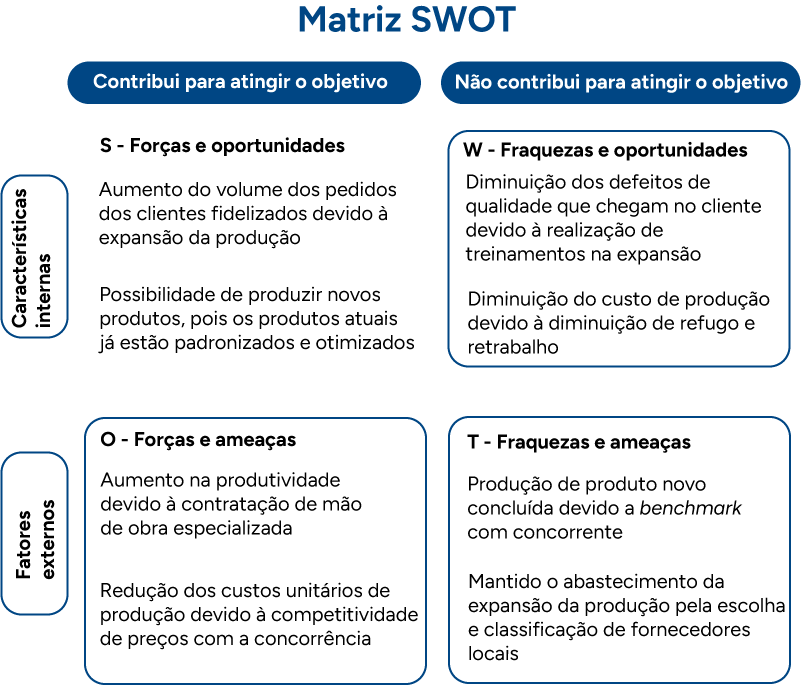 Matriz SWOT
Contribui para atingir o objetivo
Não contribui para atingir o objetivo
Características
internas
S - Forças e oportunidades
Aumento do volume dos pedidos
dos clientes fidelizados devido à
expansão da produção
Possibilidade de produzir novos
produtos, pois os produtos atuais
já estão padronizados e otimizados
W - Fraquezas e oportunidades
Diminuição dos defeitos de
qualidade que chegam no cliente
devido à realização de
treinamentos na expansão
Diminuição do custo de produção
devido à diminuição de refugo e
retrabalho
Fatores
externos
O - Forças e ameaças
Aumento na produtividade
devido à contratação de mão
de obra especializada
Redução dos custos unitários de
produção devido à competitividade
de preços com a concorrência
T - Fraquezas e ameaças
Produção de produto novo
concluída devido a benchmark
com concorrente
Mantido o abastecimento da
expansão da produção pela escolha
e classificação de fornecedores
locais